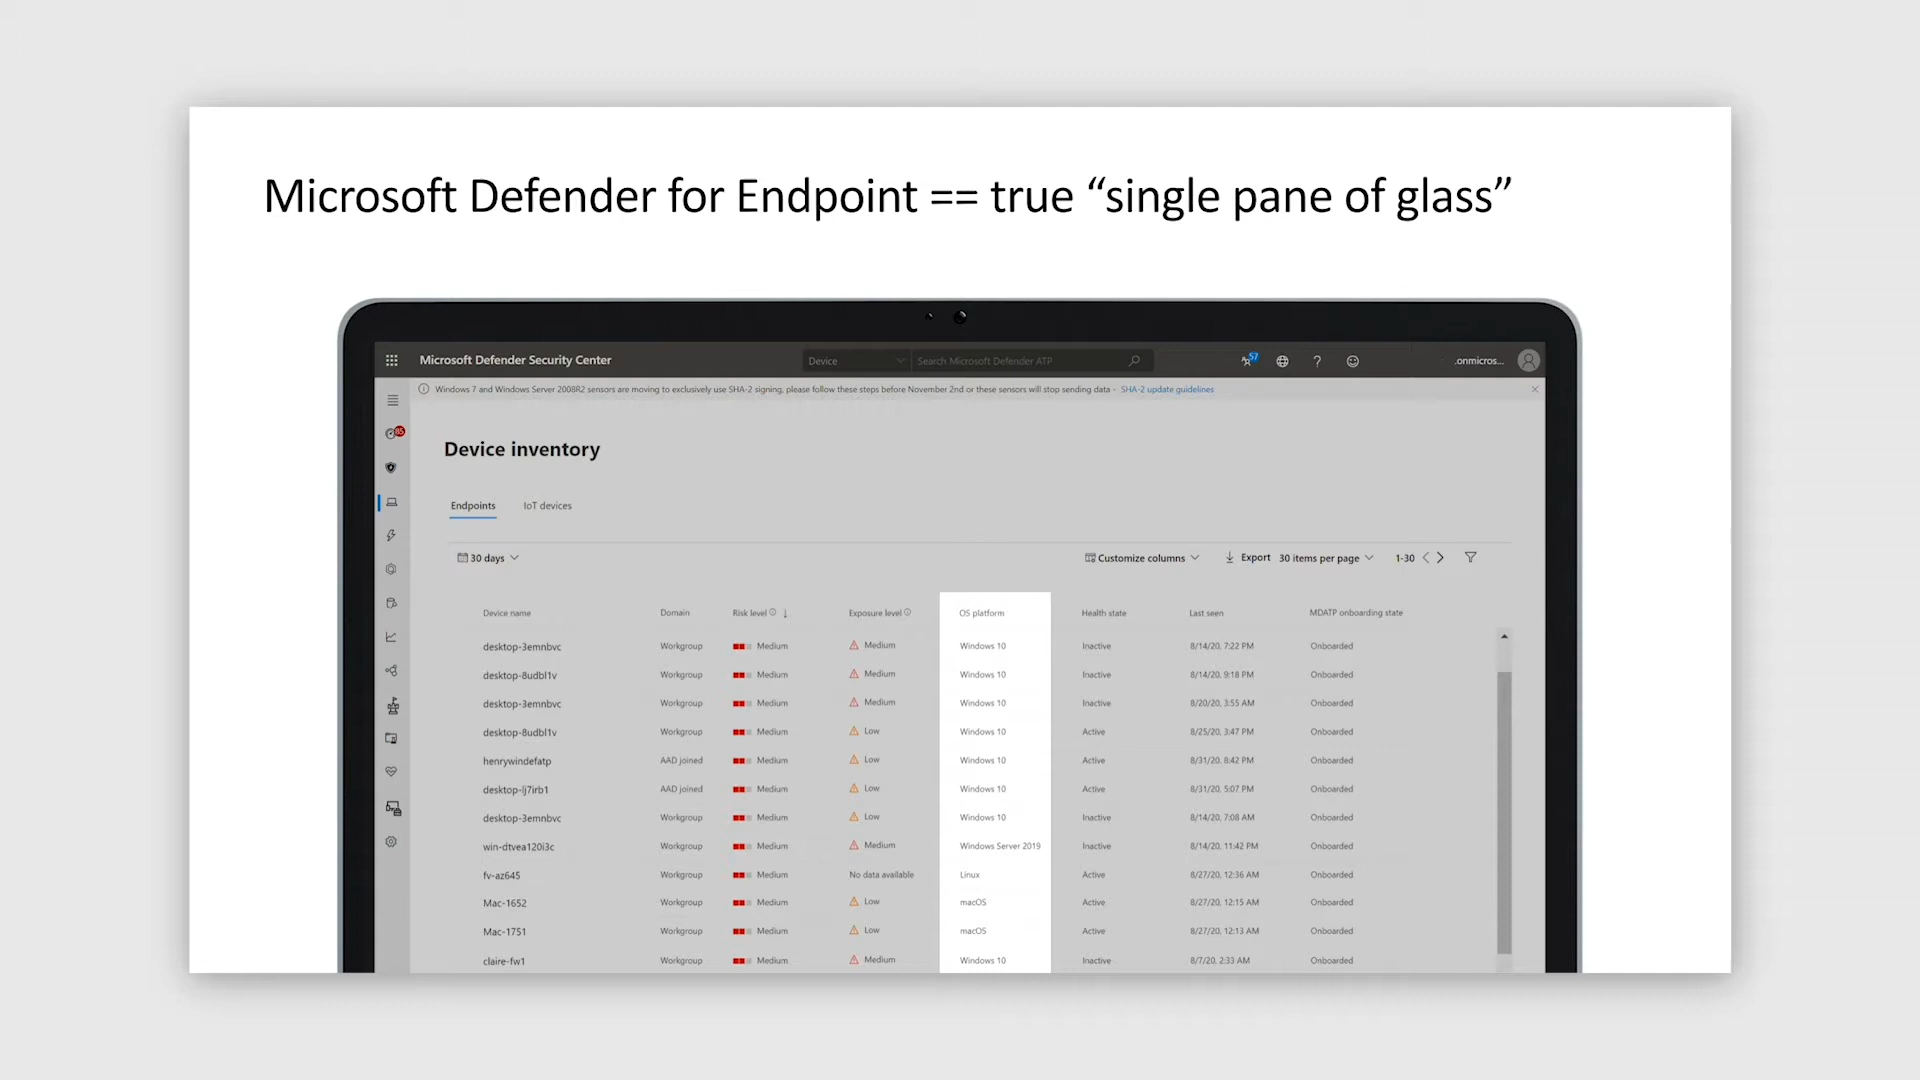 Microsoft Defender for Endpoint == true “single pane of glass”
Microsoft Defender Security Center
Device
Search Microsoft Defender ATP
57
.onmicros...
Windows 7 and Windows Server 2008R2 sensors are moving to exclusively use SHA-2 signing, please follow these steps before November 2nd or these sensors will stop sending data - SHA-2 update guidelines
85
Device inventory
Endpoints IoT devices
30 days Customize columns Export 30 items per page 1-30
Device name Domain Risk level Exposure level OS platform Health state Last seen MDATP onboarding state
desktop-3emnbvc Workgroup Medium Medium Windows 10 Inactive 8/14/20, 7:22 PM Onboarded
desktop-8udbl1v Workgroup Medium Medium Windows 10 Inactive 8/14/20, 9:18 PM Onboarded
desktop-3emnbvc Workgroup Medium Medium Windows 10 Inactive 8/20/20, 3:55 AM Onboarded
desktop-8udbl1v Workgroup Medium Low Windows 10 Active 8/25/20, 3:47 PM Onboarded
henrywindefatp AAD joined Medium Low Windows 10 Active 8/31/20, 8:42 PM Onboarded
desktop-lj7irb1 AAD joined Medium Low Windows 10 Active 8/31/20, 5:07 PM Onboarded
desktop-3emnbvc Workgroup Medium Low Windows 10 Inactive 8/14/20, 7:08 AM Onboarded
win-dtvea120i3c Workgroup Medium Medium Windows Server 2019 Inactive 8/14/20, 11:42 PM Onboarded
fv-az645 Workgroup Medium No data available Linux Active 8/27/20, 12:36 AM Onboarded
Mac-1652 Workgroup Medium Low macOS Active 8/27/20, 12:15 AM Onboarded
Mac-1751 Workgroup Medium Low macOS Active 8/27/20, 12:13 AM Onboarded
claire-fw1 Workgroup Medium Medium Windows 10 Inactive 8/7/20, 2:33 AM Onboarded